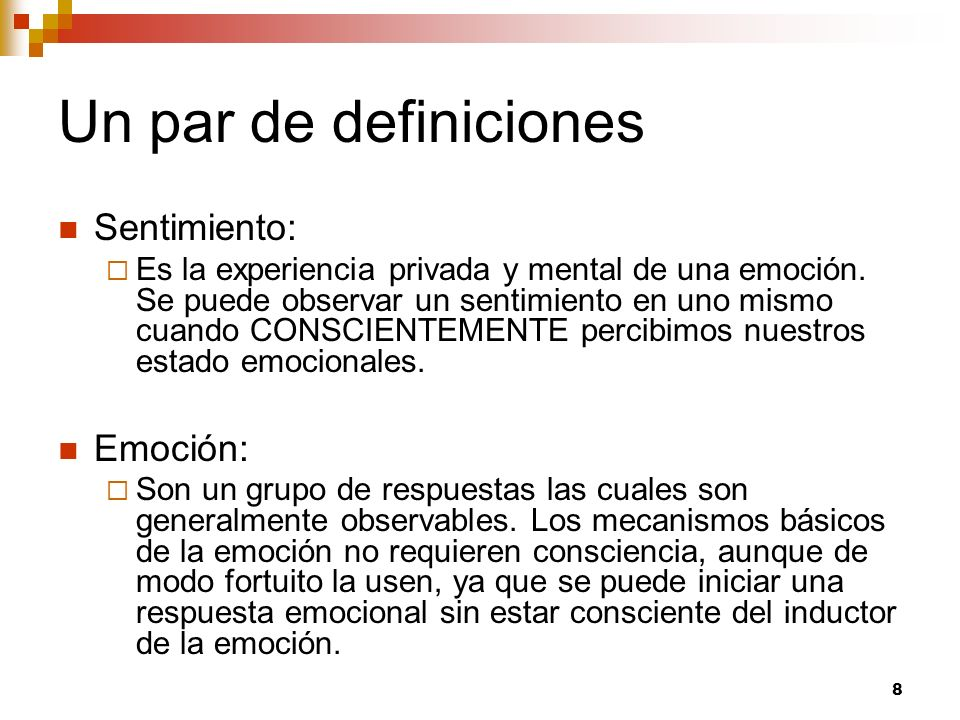 Un par de definiciones
Sentimiento:
Es la experiencia privada y mental de una emoción.
Se puede observar un sentimiento en uno mismo
cuando CONSCIENTEMENTE percibimos nuestros
estado emocionales.
Emoción:
Son un grupo de respuestas las cuales son
generalmente observables. Los mecanismos básicos
de la emoción no requieren consciencia, aunque de
modo fortuito la usen, ya que se puede iniciar una
respuesta emocional sin estar consciente del inductor
de la emoción.
8